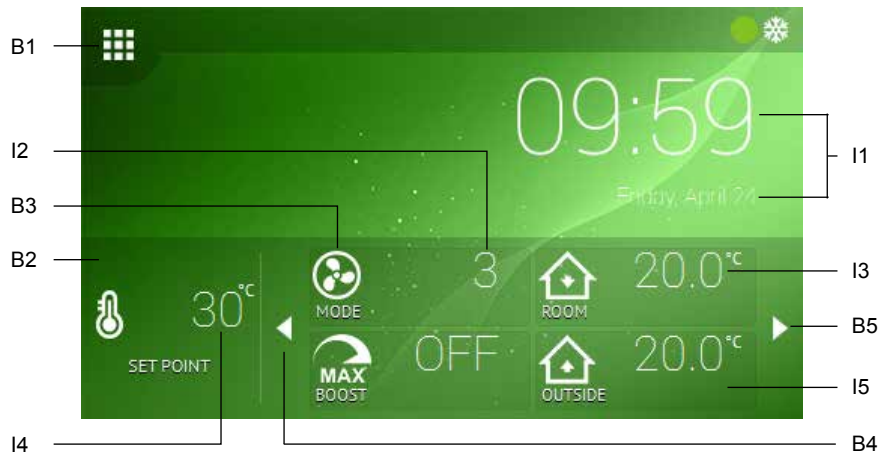 B1
09:59
I1
I2
Friday, April 24
B3
B2
30°C
SET POINT
3
MODE
20.0°C
ROOM
I3
B5
OFF
MAX
BOOST
20.0°C
OUTSIDE
I5
I4
B4